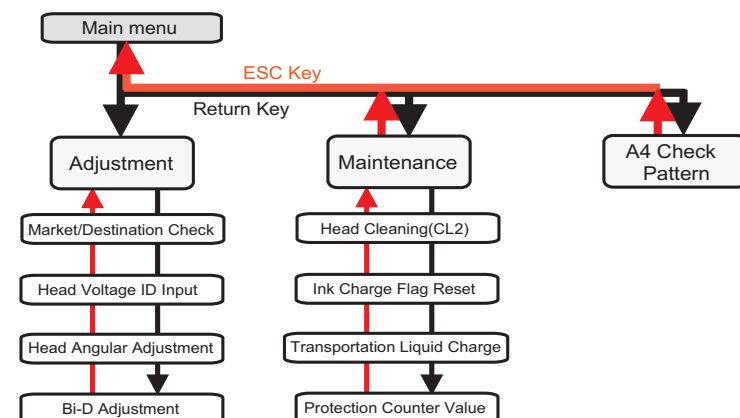 Main menu
ESC Key
Return Key
Adjustment
Maintenance
A4 Check
Pattern
Market/Destination Check
Head Cleaning(CL2)
Head Voltage ID Input
Ink Charge Flag Reset
Head Angular Adjustment
Transportation Liquid Charge
Bi-D Adjustment
Protection Counter Value